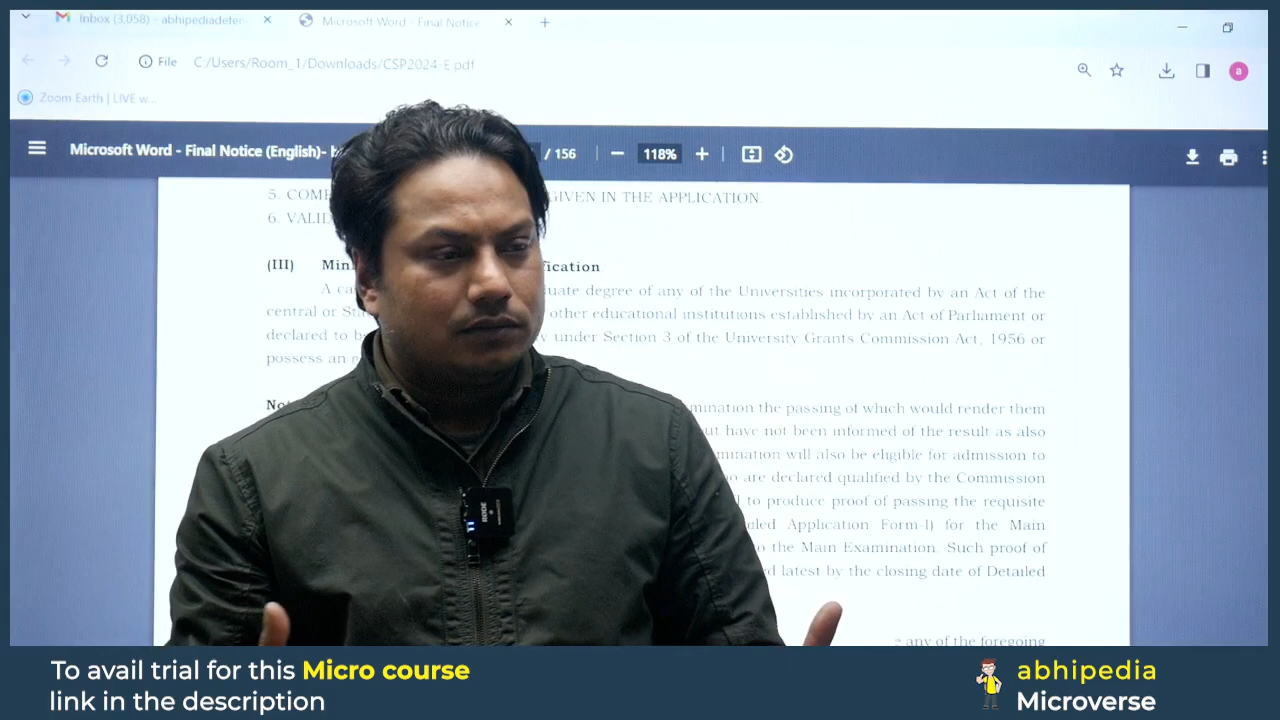 Inbox (3,058) - abhipediadefen
Microsoft Word - Final Notice
File C:/Users/Room_1/Downloads/CSP2024-E.pdf
Zoom Earth | LIVE w...
Microsoft Word - Final Notice (English)- / 156 118%
5. COM GIVEN IN THE APPLICATION.
6. VALI
(III) Min fication
A ca uate degree of any of the Universities incorporated by an Act of the
central or Sta other educational institutions established by an Act of Parliament or
declared to b under Section 3 of the University Grants Commission Act, 1956 or
possess an
Not mination the passing of which would render them
but have not been informed of the result as also
mination will also be eligible for admission to
o are declared qualified by the Commission
to produce proof of passing the requisite
led Application Form-I) for the Main
o the Main Examination. Such proof of
d latest by the closing date of Detailed
any of the foregoing
RODE
To avail trial for this Micro course
link in the description
abhipedia
Microverse